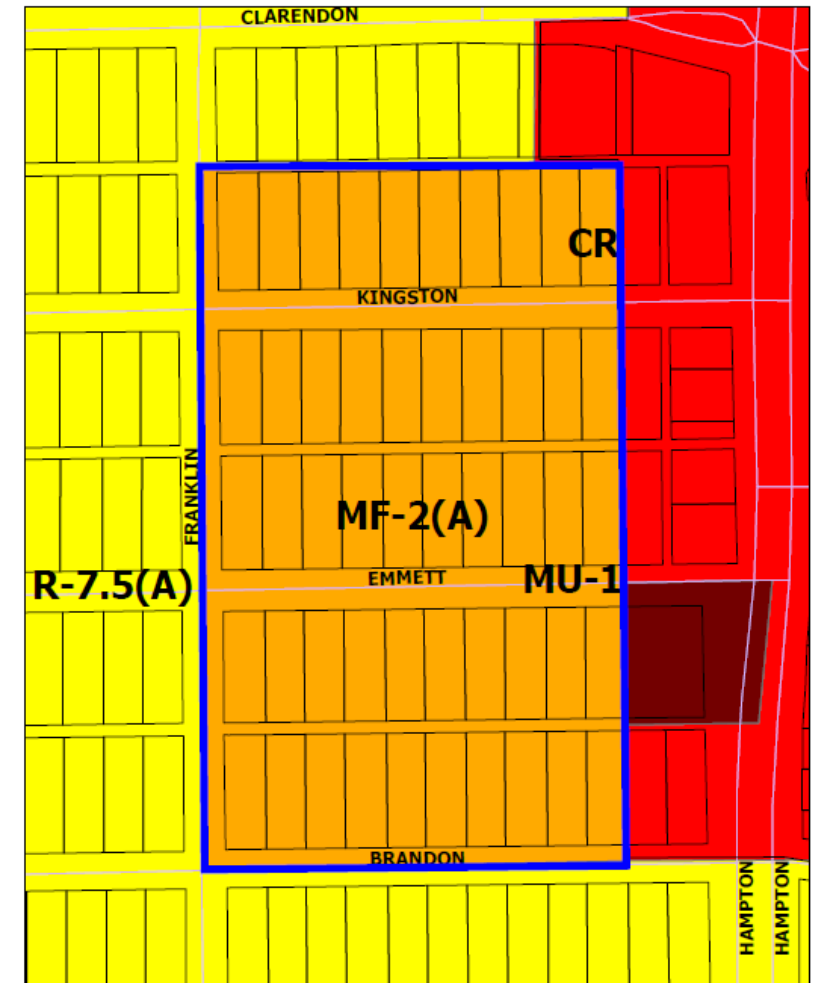 CLARENDON
CR
KINGSTON
FRANKLIN
MF-2(A)
EMMETT
MU-1
R-7.5(A)
BRANDON
HAMPTON
HAMPTON